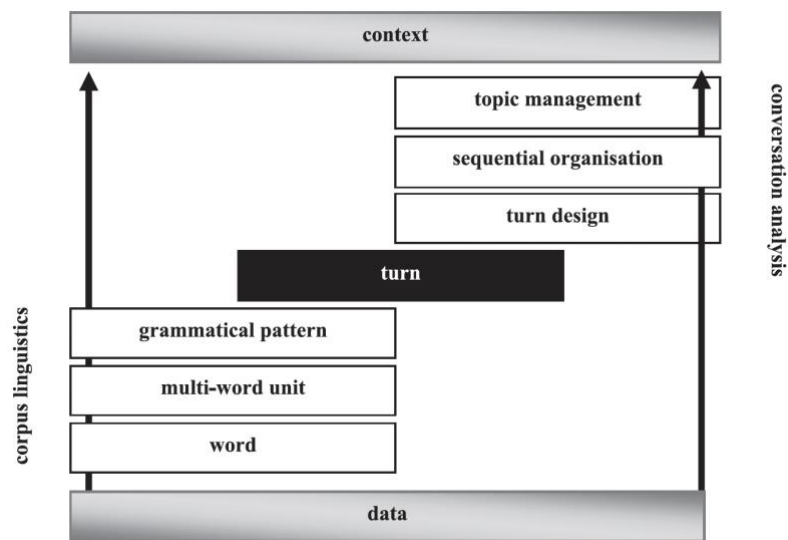 context
topic management
sequential organisation
turn design
turn
grammatical pattern
multi-word unit
word
data
corpus linguistics
conversation analysis